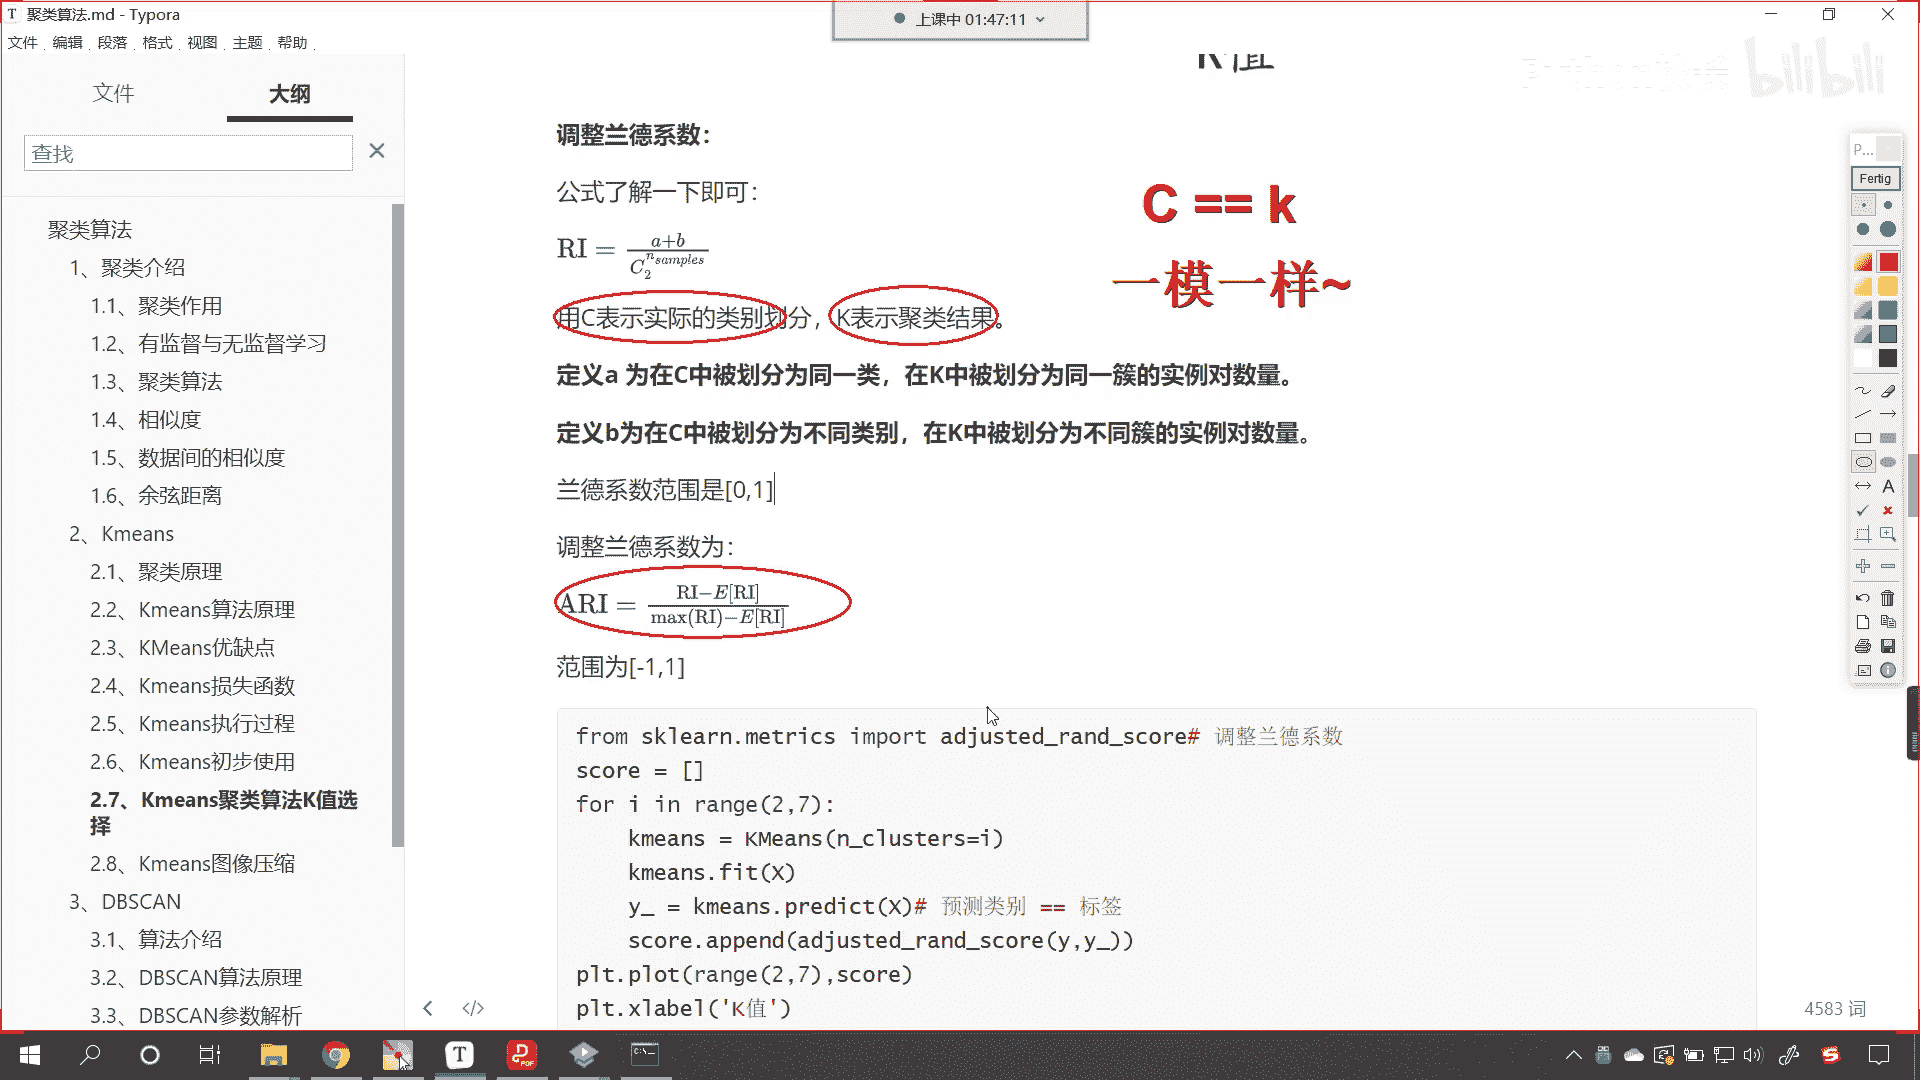 聚类算法.md - Typora
上课中 01:47:11
文件 编辑 段落 格式 视图 主题 帮助
文件 大纲
查找
聚类算法
1、聚类介绍
1.1、聚类作用
1.2、有监督与无监督学习
1.3、聚类算法
1.4、相似度
1.5、数据间的相似度
1.6、余弦距离
2、Kmeans
2.1、聚类原理
2.2、Kmeans算法原理
2.3、KMeans优缺点
2.4、Kmeans损失函数
2.5、Kmeans执行过程
2.6、Kmeans初步使用
2.7、Kmeans聚类算法K值选
择
2.8、Kmeans图像压缩
3、DBSCAN
3.1、算法介绍
3.2、DBSCAN算法原理
3.3、DBSCAN参数解析
K值
bilibili
调整兰德系数：
公式了解一下即可：
RI = \frac{a+b}{C_2^{n_{samples}}}
C == k
一模一样~
用C表示实际的类别划分，K表示聚类结果。
定义a 为在C中被划分为同一类，在K中被划分为同一簇的实例对数量。
定义b为在C中被划分为不同类别，在K中被划分为不同簇的实例对数量。
兰德系数范围是[0,1]
调整兰德系数为：
ARI = \frac{RI-E[RI]}{max(RI)-E[RI]}
范围为[-1,1]
from sklearn.metrics import adjusted_rand_score# 调整兰德系数
score = []
for i in range(2,7):
kmeans = KMeans(n_clusters=i)
kmeans.fit(X)
y_ = kmeans.predict(X)# 预测类别 == 标签
score.append(adjusted_rand_score(y,y_))
plt.plot(range(2,7),score)
plt.xlabel('K值')
4583 词
P...
Fertig